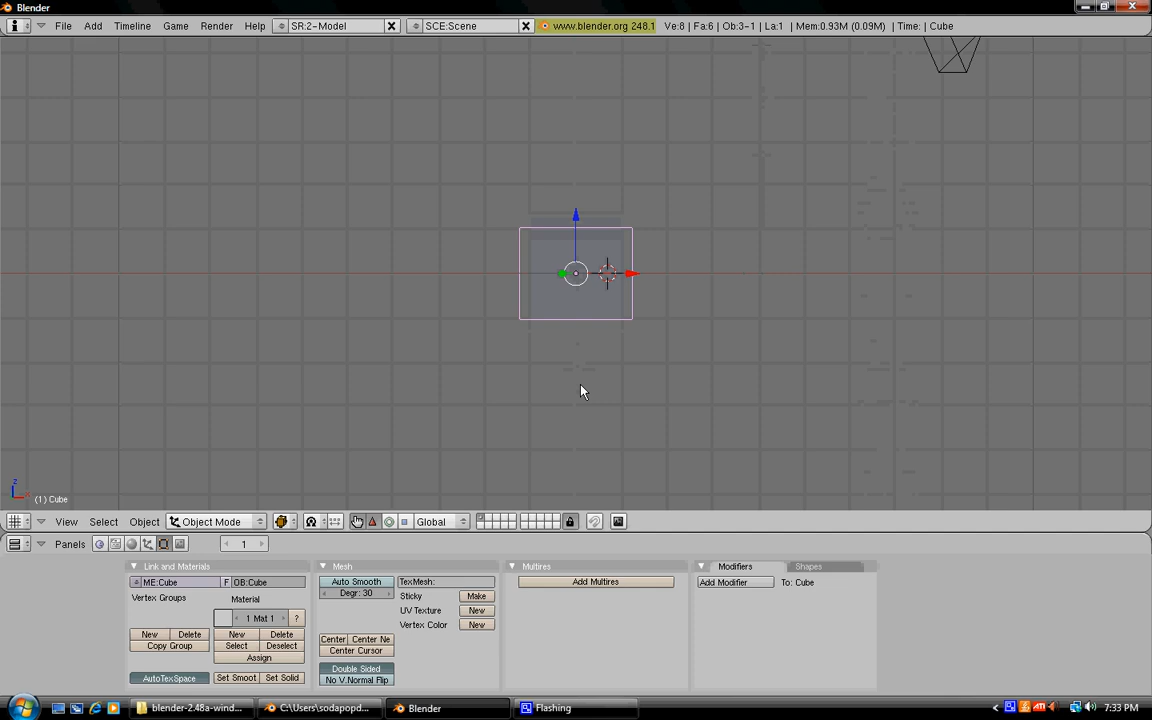 Blender
File Add Timeline Game Render Help SR:2-Model SCE:Scene www.blender.org 248.1 Ve:8 | Fa:6 | Ob:3-1 | La:1 | Mem:0.93M (0.09M) | Time: | Cube
z
(1) Cube
View Select Object Object Mode Global
Panels 1
Link and Materials Mesh Multires Modifiers Shapes
ME:Cube F OB:Cube Auto Smooth TexMesh: Add Multires Add Modifier To: Cube
Degr: 30
Vertex Groups Material Sticky Make
UV Texture New
1 Mat 1 ? Vertex Color New
New Delete New Delete Center Center Ne
Copy Group Select Deselect Center Cursor
Assign
Double Sided
AutoTexSpace Set Smoot Set Solid No V.Normal Flip
blender-2.48a-wind... C:\Users\sodapopd... Blender Flashing 7:33 PM